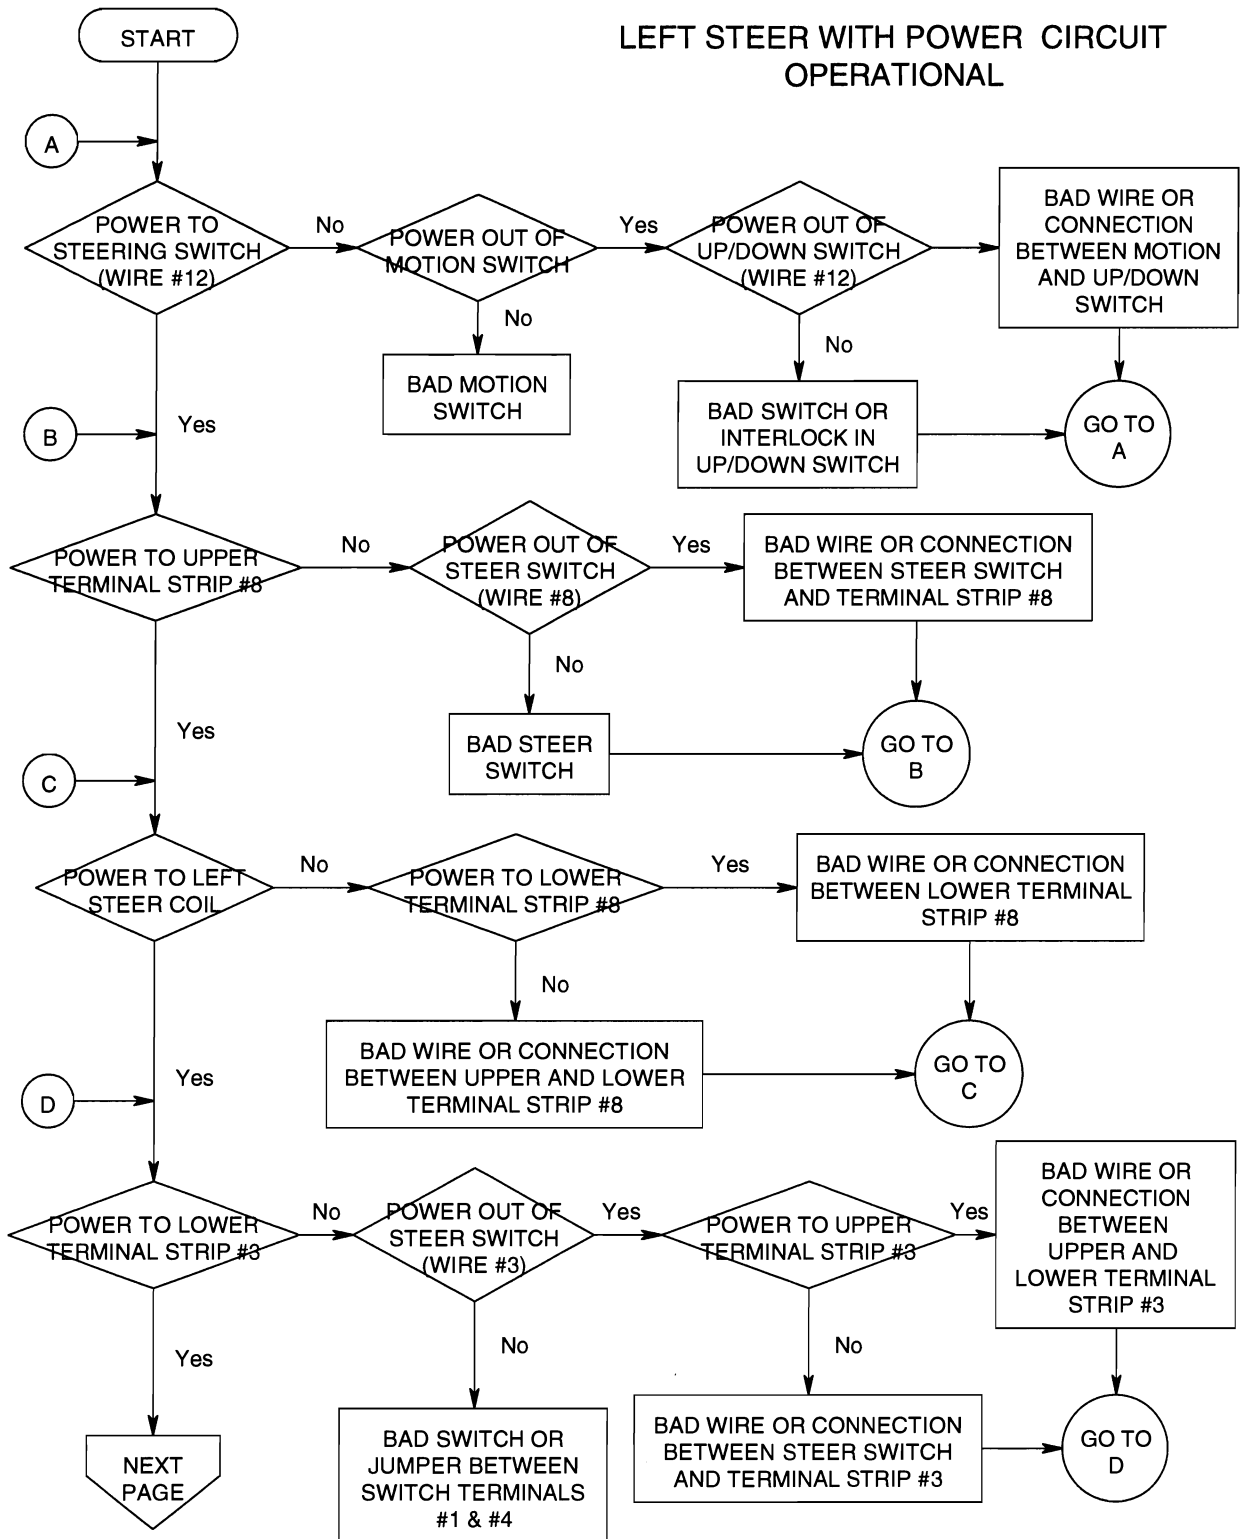 LEFT STEER WITH POWER CIRCUIT
OPERATIONAL
START
A
POWER TO
STEERING SWITCH
(WIRE #12)
No
POWER OUT OF
MOTION SWITCH
Yes
POWER OUT OF
UP/DOWN SWITCH
(WIRE #12)
BAD WIRE OR
CONNECTION
BETWEEN MOTION
AND UP/DOWN
SWITCH
No
BAD MOTION
SWITCH
No
BAD SWITCH OR
INTERLOCK IN
UP/DOWN SWITCH
GO TO
A
Yes
B
POWER TO UPPER
TERMINAL STRIP #8
No
POWER OUT OF
STEER SWITCH
(WIRE #8)
Yes
BAD WIRE OR CONNECTION
BETWEEN STEER SWITCH
AND TERMINAL STRIP #8
No
BAD STEER
SWITCH
GO TO
B
Yes
C
POWER TO LEFT
STEER COIL
No
POWER TO LOWER
TERMINAL STRIP #8
Yes
BAD WIRE OR CONNECTION
BETWEEN LOWER TERMINAL
STRIP #8
No
BAD WIRE OR CONNECTION
BETWEEN UPPER AND LOWER
TERMINAL STRIP #8
GO TO
C
Yes
D
POWER TO LOWER
TERMINAL STRIP #3
No
POWER OUT OF
STEER SWITCH
(WIRE #3)
Yes
POWER TO UPPER
TERMINAL STRIP #3
Yes
BAD WIRE OR
CONNECTION
BETWEEN
UPPER AND
LOWER TERMINAL
STRIP #3
Yes
No
No
NEXT
PAGE
BAD SWITCH OR
JUMPER BETWEEN
SWITCH TERMINALS
#1 & #4
BAD WIRE OR CONNECTION
BETWEEN STEER SWITCH
AND TERMINAL STRIP #3
GO TO
D